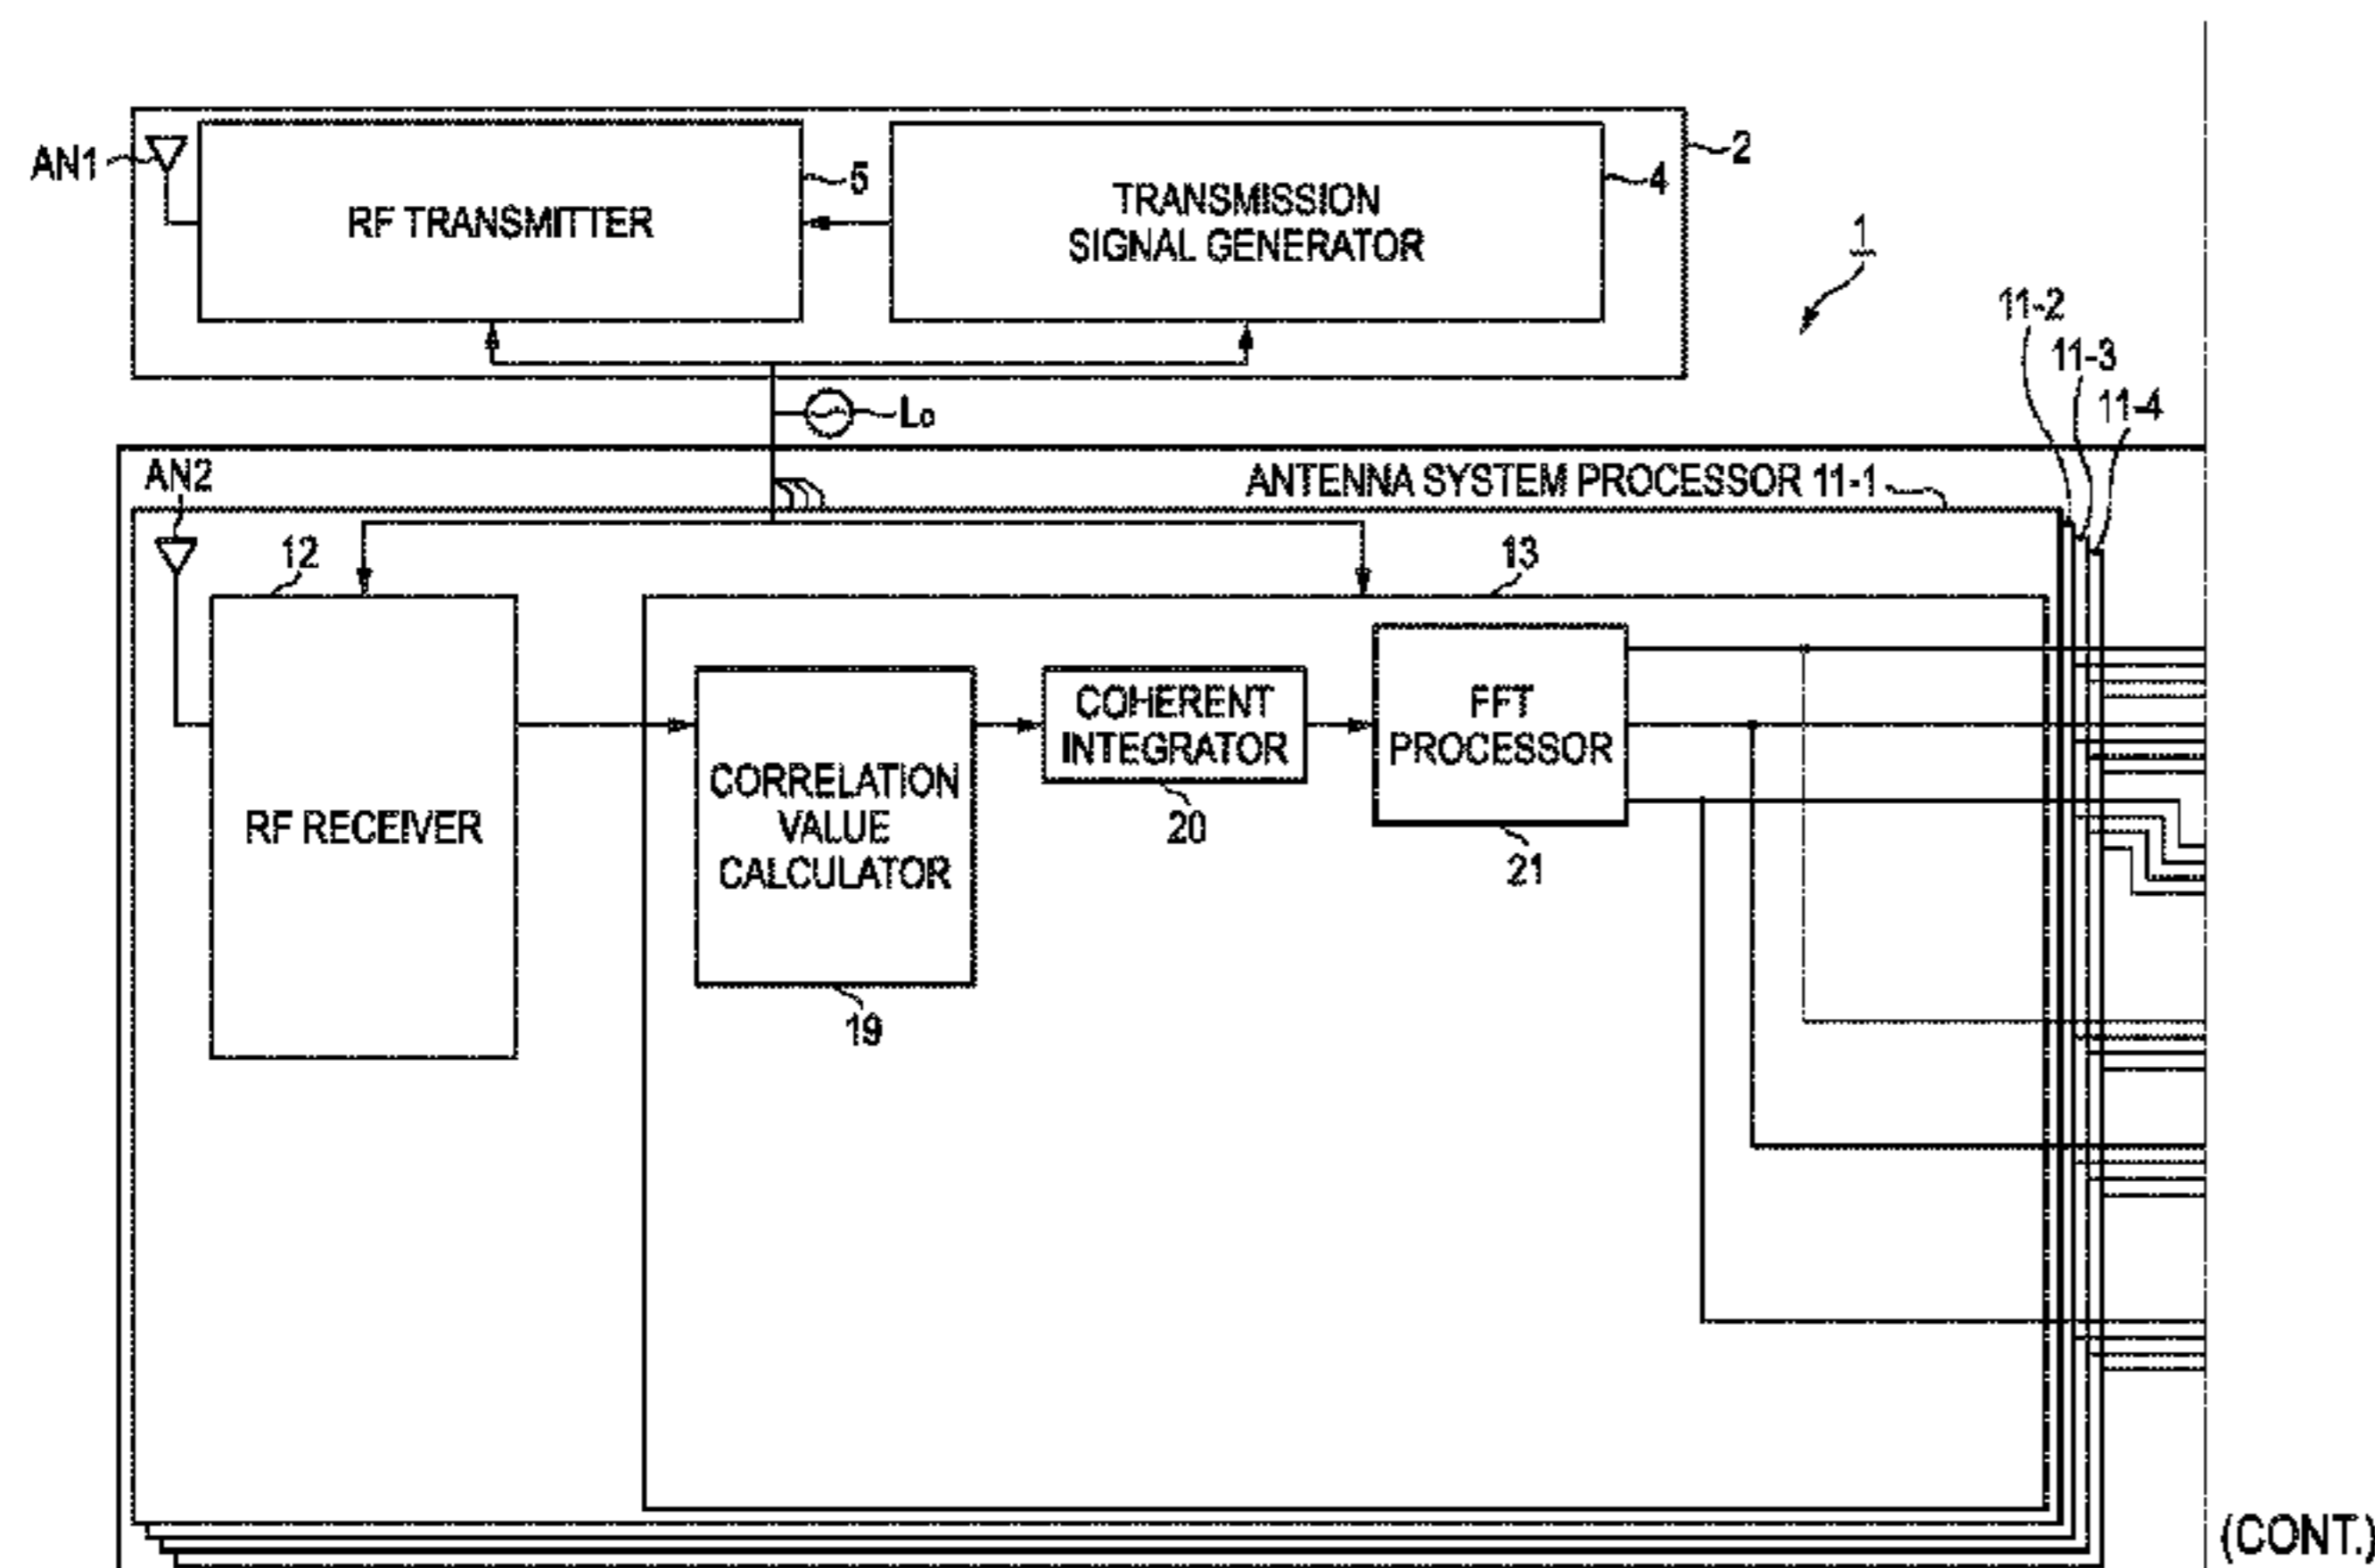 AN1
RF TRANSMITTER
5
TRANSMISSION
SIGNAL GENERATOR
4
2
1
11-2
11-3
11-4
Lo
AN2
ANTENNA SYSTEM PROCESSOR 11-1
12
13
RF RECEIVER
CORRELATION
VALUE
CALCULATOR
19
COHERENT
INTEGRATOR
20
FFT
PROCESSOR
21
(CONT.)